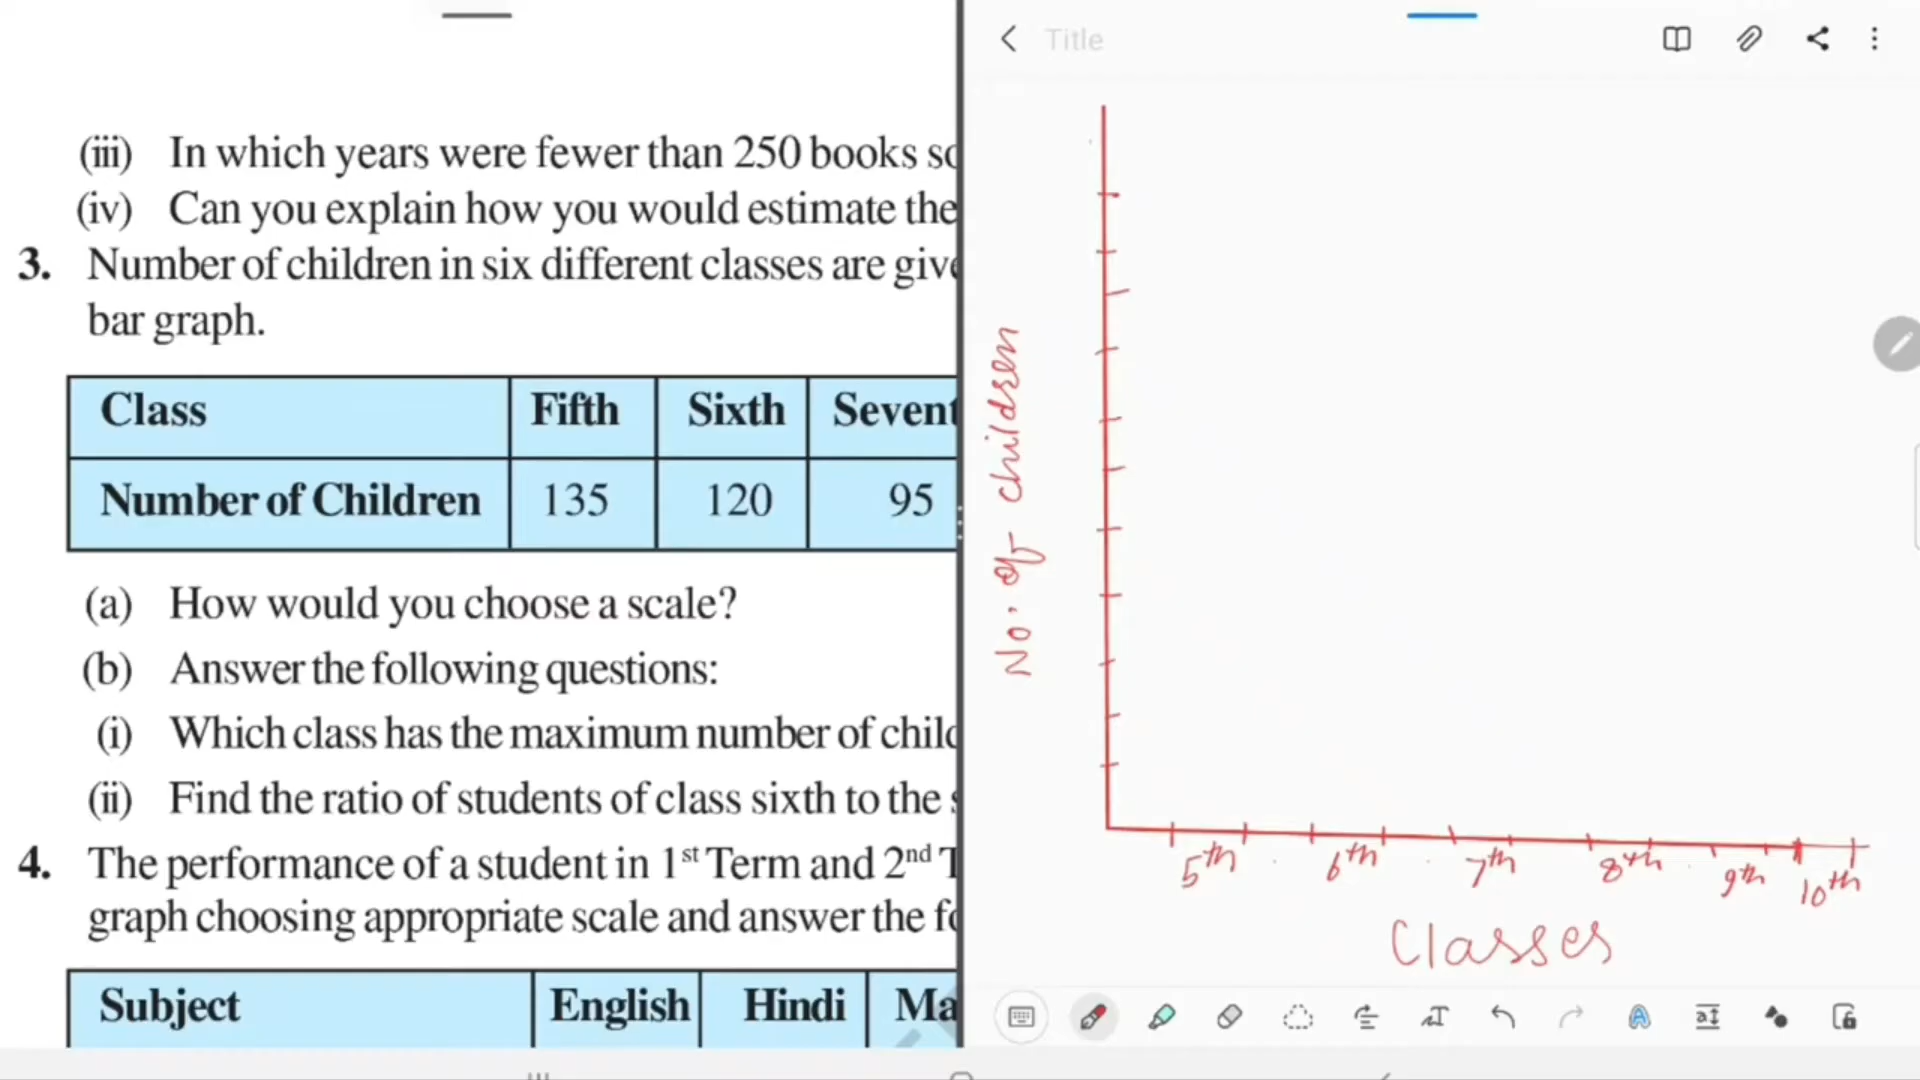 (iii) In which years were fewer than 250 books so
(iv) Can you explain how you would estimate the
3. Number of children in six different classes are give
bar graph.
Class Fifth Sixth Sevent
Number of Children 135 120 95
(a) How would you choose a scale?
(b) Answer the following questions:
(i) Which class has the maximum number of child
(ii) Find the ratio of students of class sixth to the s
4. The performance of a student in 1st Term and 2nd T
graph choosing appropriate scale and answer the fo
Subject English Hindi Ma
Title
No. of children
5th 6th 7th 8th 9th 10th
Classes